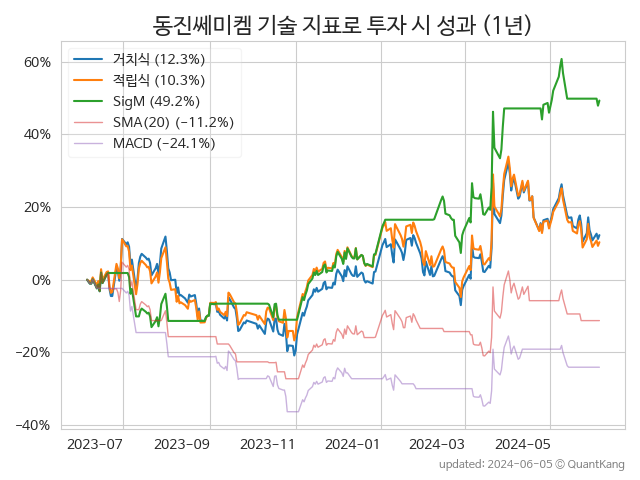 동진쎄미켐 기술 지표로 투자 시 성과 (1년)
거치식 (12.3%)
적립식 (10.3%)
SigM (49.2%)
SMA(20) (−11.2%)
MACD (−24.1%)
60%
40%
20%
0%
−20%
−40%
2023−07
2023−09
2023−11
2024−01
2024−03
2024−05
updated: 2024−06−05 ⓒ QuantKang